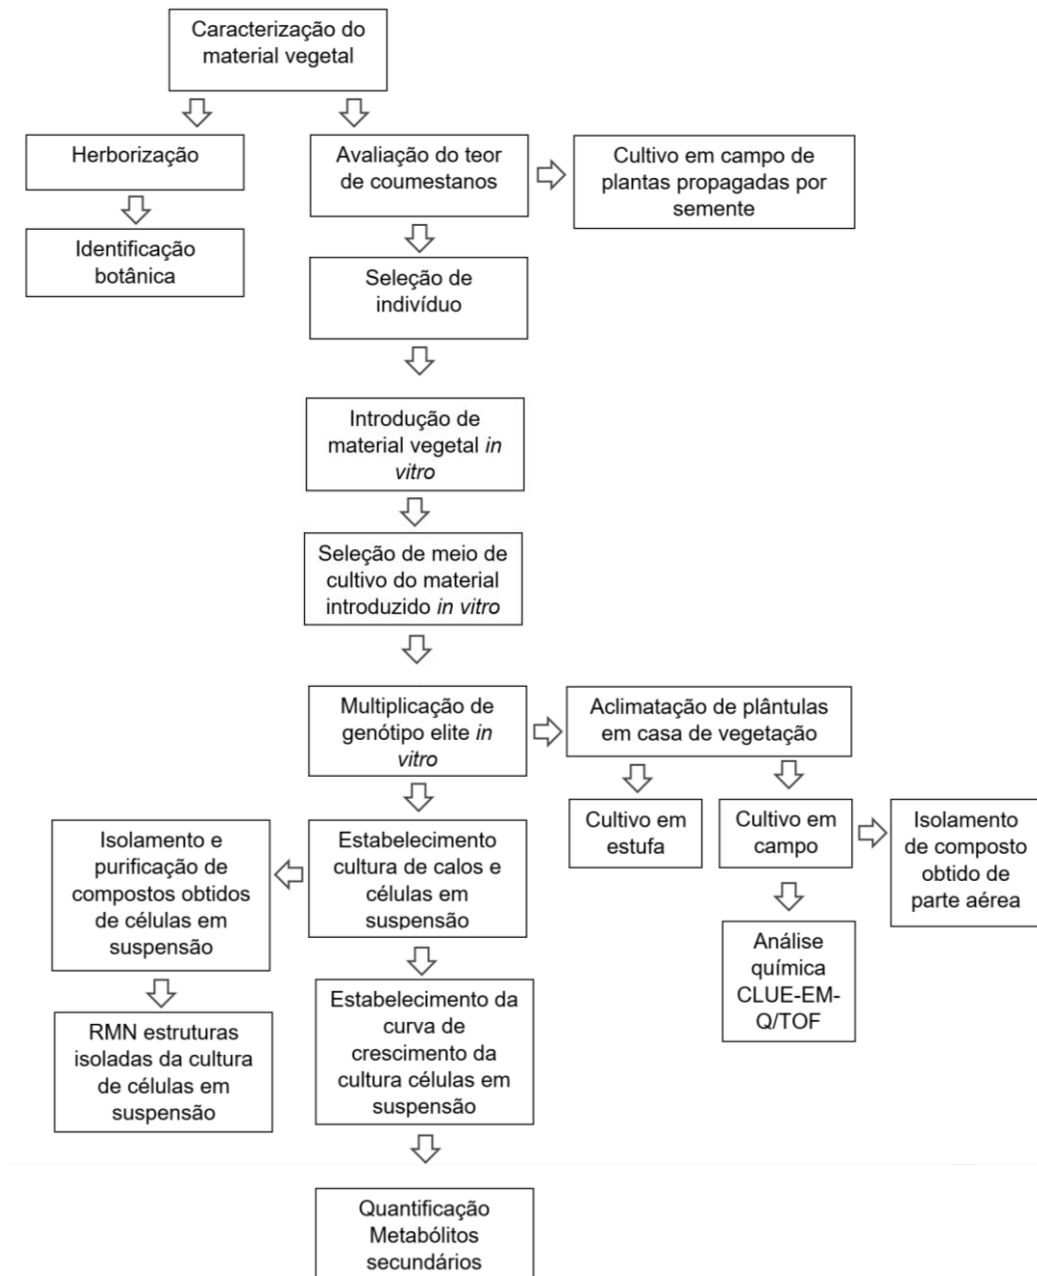 Caracterização do
material vegetal
Herborização
Avaliação do teor
de coumestanos
Cultivo em campo de
plantas propagadas por
semente
Identificação
botânica
Seleção de
indivíduo
Introdução de
material vegetal in
vitro
Seleção de meio de
cultivo do material
introduzido in vitro
Multiplicação de
genótipo elite in
vitro
Aclimatação de plântulas
em casa de vegetação
Isolamento e
purificação de
compostos obtidos
de células em
suspensão
Estabelecimento
cultura de calos e
células em
suspensão
Cultivo em
estufa
Cultivo em
campo
Isolamento
de composto
obtido de
parte aérea
RMN estruturas
isoladas da cultura
de células em
suspensão
Estabelecimento da
curva de
crescimento da
cultura células em
suspensão
Análise
química
CLUE-EM-
Q/TOF
Quantificação
Metabólitos
secundários